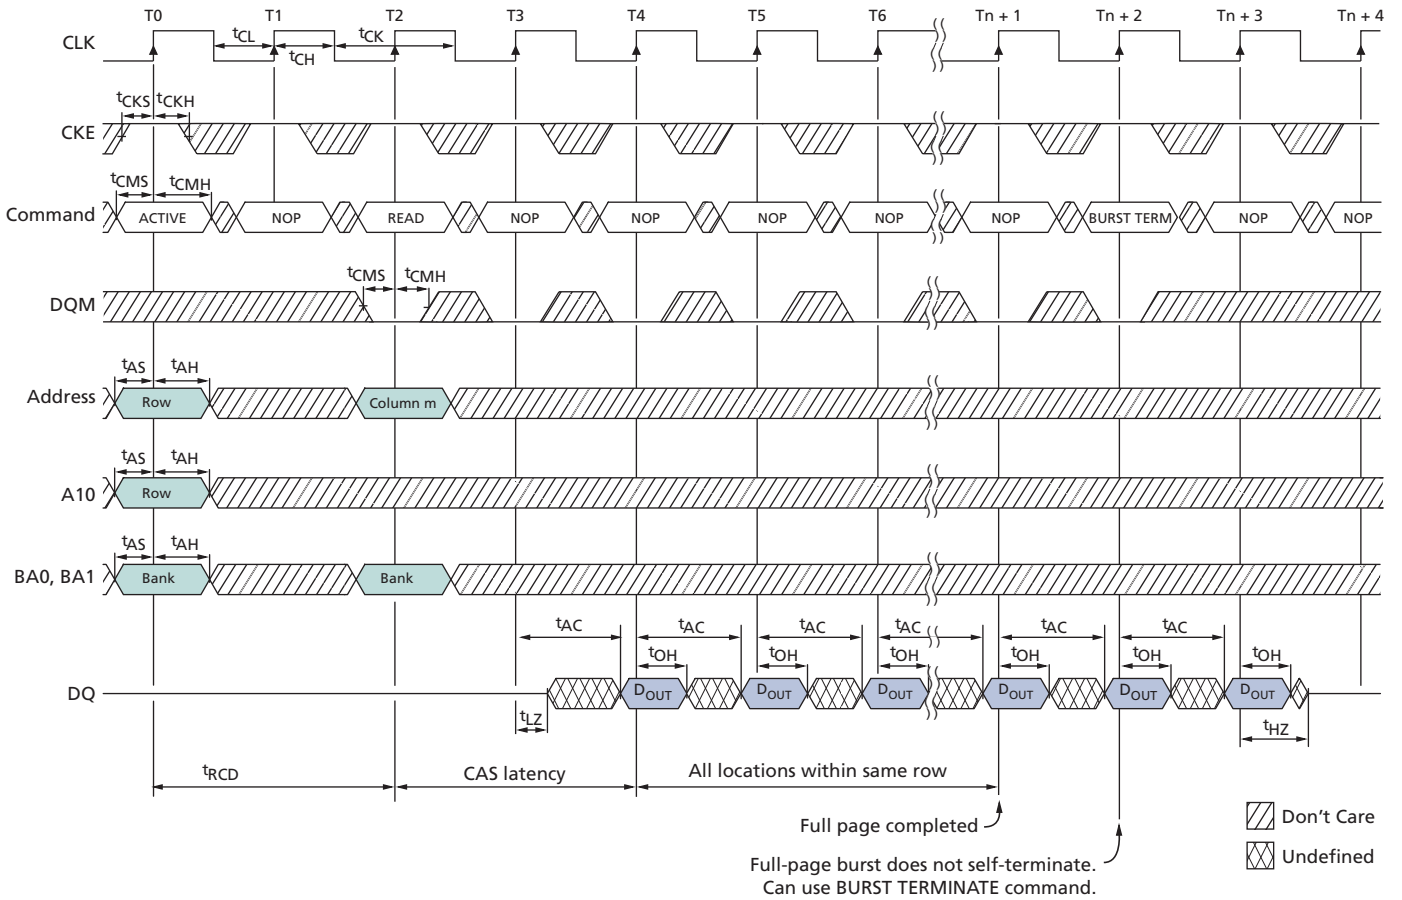 T0 T1 T2 T3 T4 T5 T6 Tn + 1 Tn + 2 Tn + 3 Tn + 4
CLK tCL tCH tCK
tCKS tCKH
CKE
tCMS tCMH
Command ACTIVE NOP READ NOP NOP NOP NOP NOP BURST TERM NOP NOP
tCMS tCMH
DQM
tAS tAH
Address Row Column m
tAS tAH
A10 Row
tAS tAH
BA0, BA1 Bank Bank
tAC tAC tAC tAC tAC tAC
tOH tOH tOH tOH tOH tOH
DQ DOUT DOUT DOUT DOUT DOUT DOUT
tLZ tHZ
tRCD CAS latency All locations within same row
Full page completed
Don't Care
Full-page burst does not self-terminate.
Can use BURST TERMINATE command.
Undefined